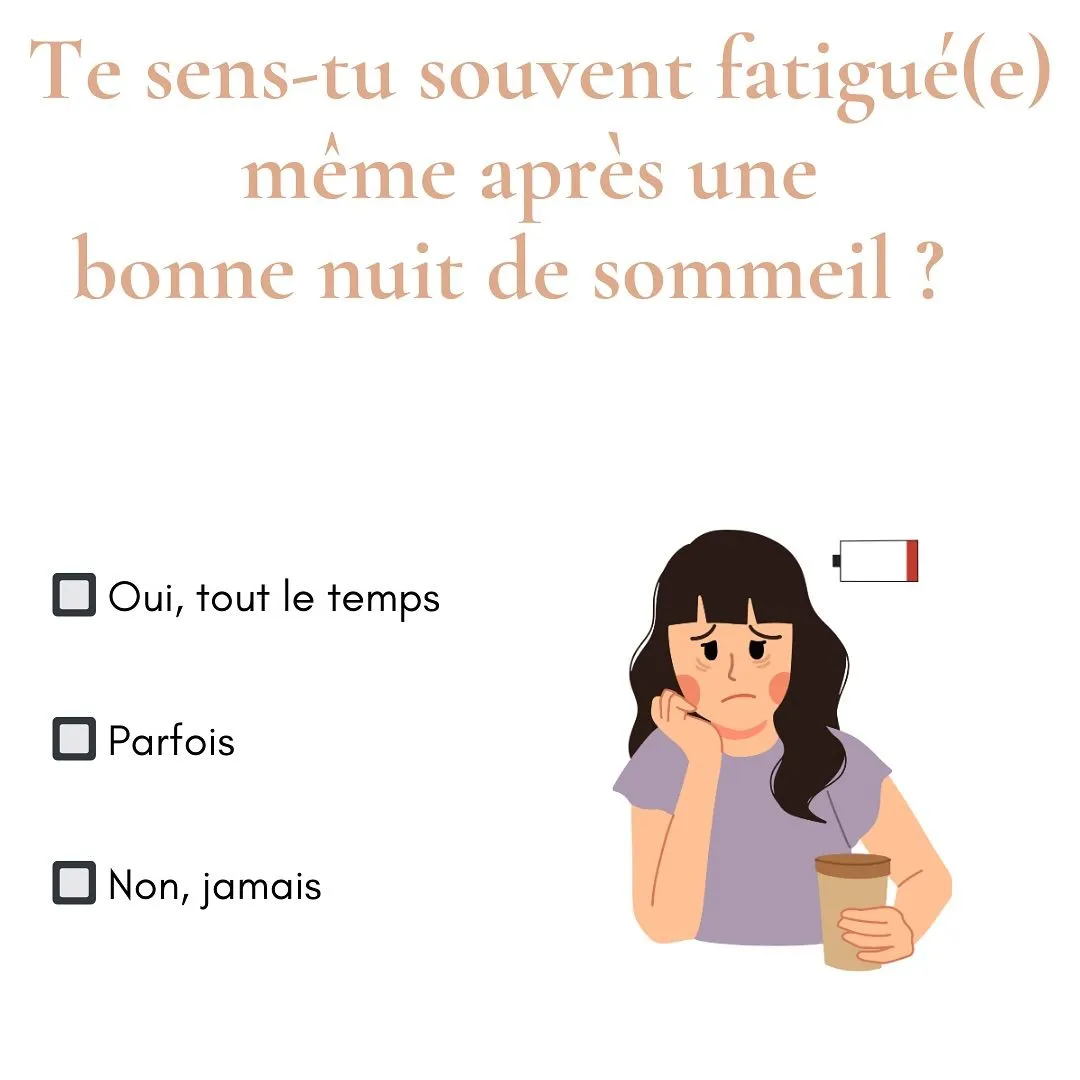 Te sens-tu souvent fatigué(e)
même après une
bonne nuit de sommeil ?
Oui, tout le temps
Parfois
Non, jamais